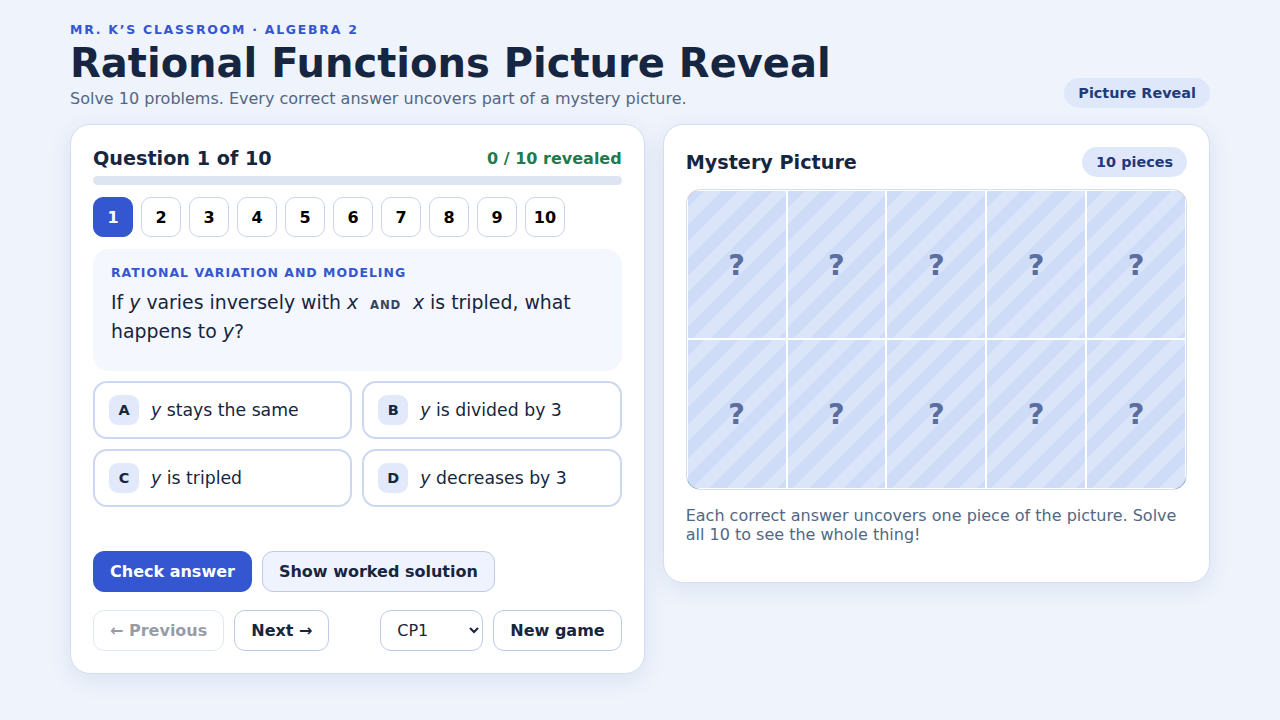 MR. K’S CLASSROOM · ALGEBRA 2
Rational Functions Picture Reveal
Solve 10 problems. Every correct answer uncovers part of a mystery picture.
Picture Reveal
Question 1 of 10
0 / 10 revealed
1 2 3 4 5 6 7 8 9 10
RATIONAL VARIATION AND MODELING
If y varies inversely with x AND x is tripled, what
happens to y?
A y stays the same
B y is divided by 3
C y is tripled
D y decreases by 3
Check answer
Show worked solution
← Previous
Next →
CP1
New game
Mystery Picture
10 pieces
? ? ? ? ?
? ? ? ? ?
Each correct answer uncovers one piece of the picture. Solve
all 10 to see the whole thing!